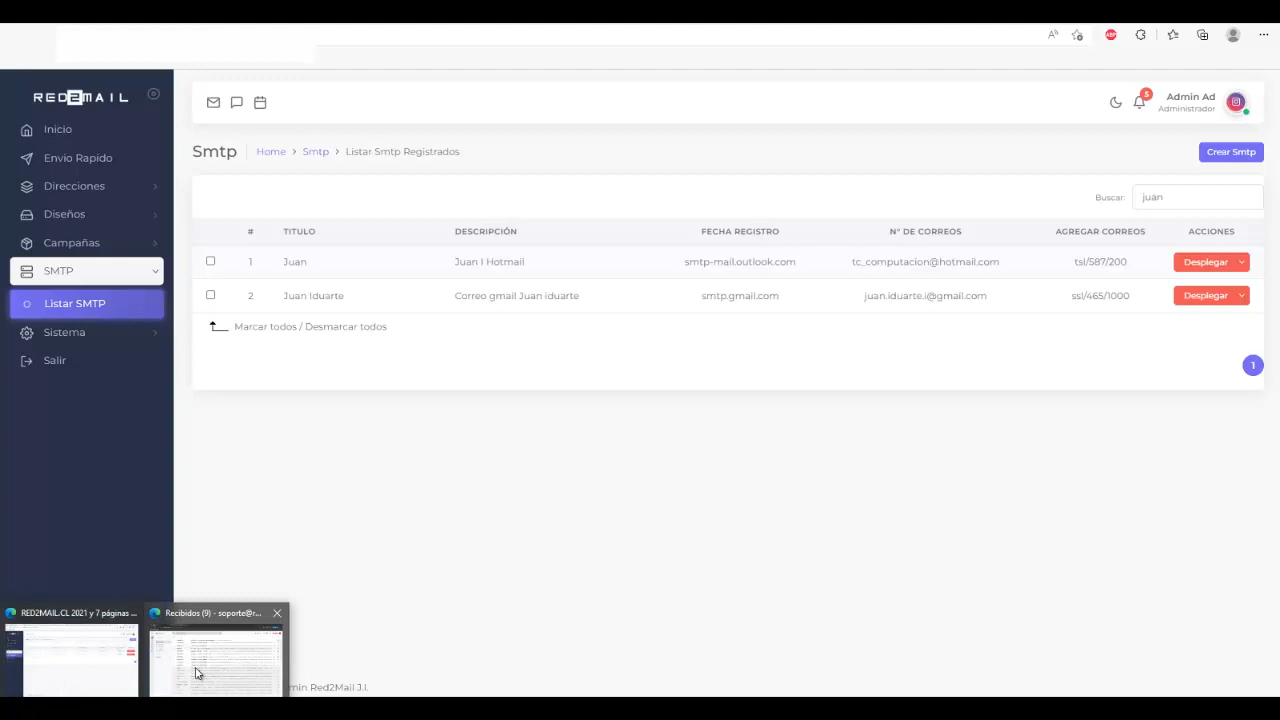 RED2MAIL
Inicio
Envio Rapido
Direcciones
Diseños
Campañas
SMTP
Listar SMTP
Sistema
Salir
ABP
5
Admin Ad
Administrador
Smtp
Home > Smtp > Listar Smtp Registrados
Crear Smtp
Buscar: juan
# TITULO DESCRIPCIÓN FECHA REGISTRO N° DE CORREOS AGREGAR CORREOS ACCIONES
1 Juan Juan I Hotmail smtp-mail.outlook.com tc_computacion@hotmail.com tsl/587/200 Desplegar
2 Juan Iduarte Correo gmail Juan iduarte smtp.gmail.com juan.iduarte.i@gmail.com ssl/465/1000 Desplegar
Marcar todos / Desmarcar todos
1
RED2MAIL.CL 2021 y 7 páginas ...
Recibidos (9) - soporte@r...
min Red2Mail J.I.